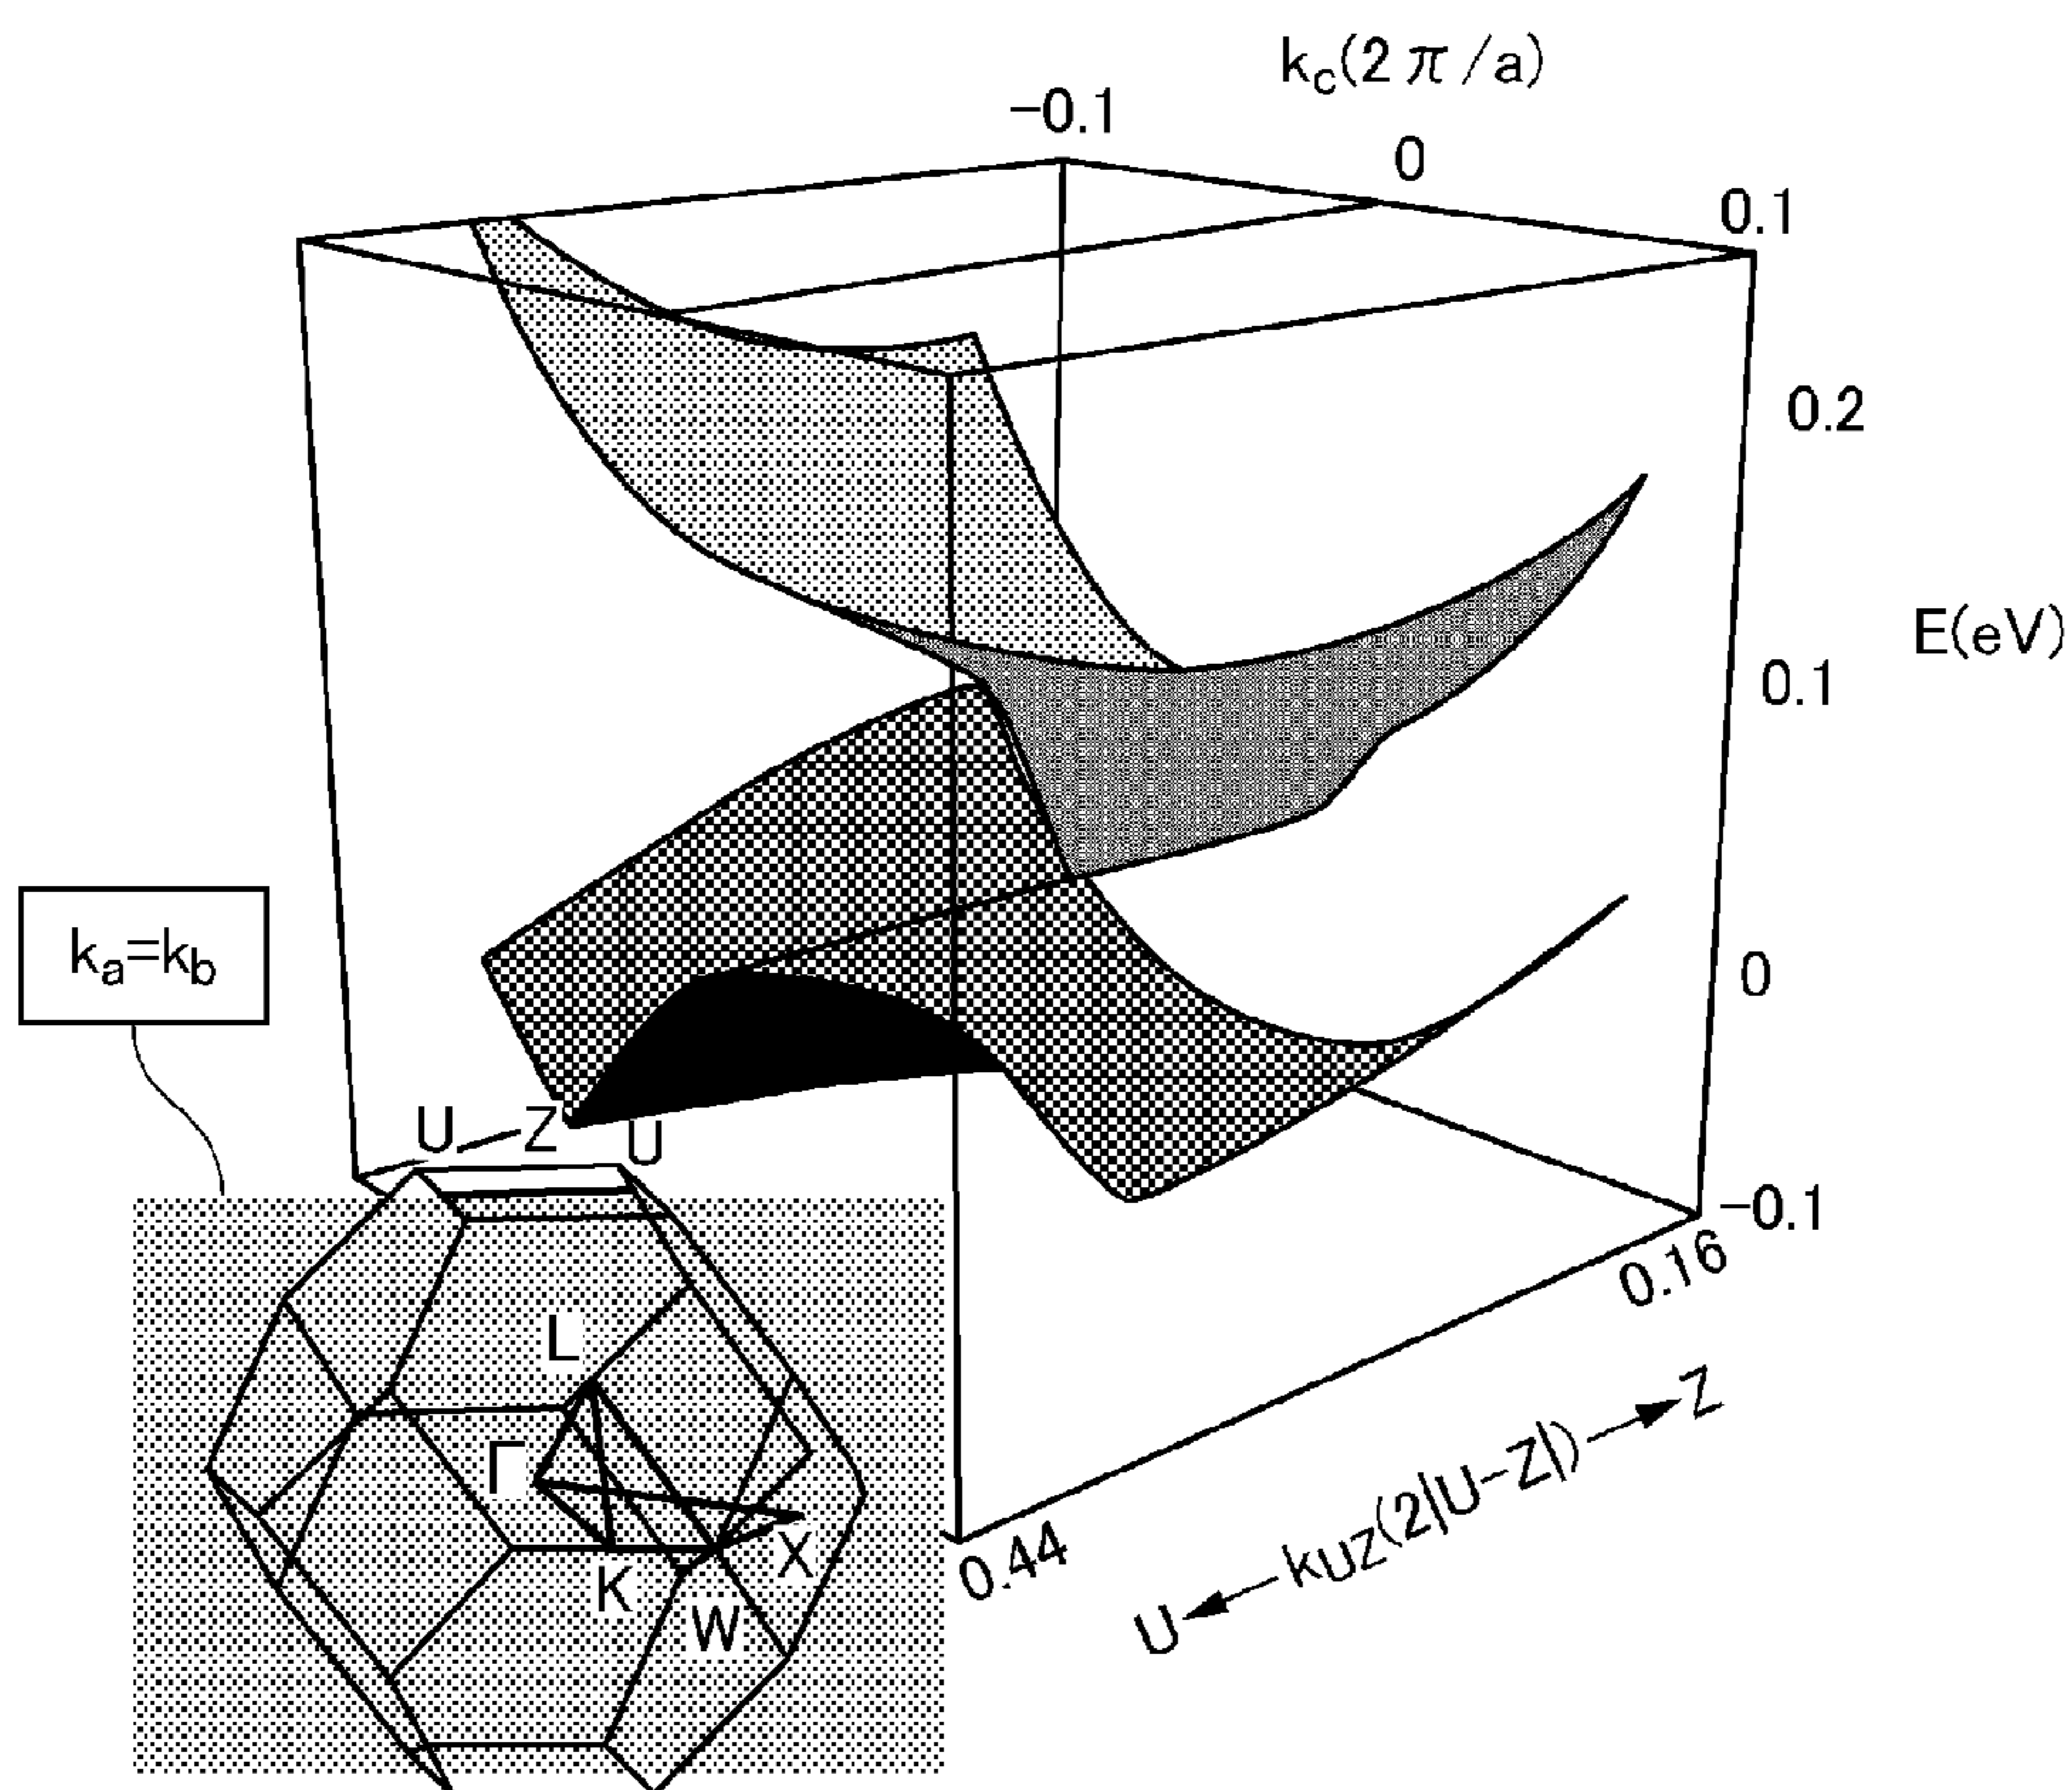 kc(2π/a)
-0.1
0
0.1
0.2
E(eV)
0.1
0
-0.1
ka=kb
U Z U
L
Γ
K
W
X
0.16
0.44
U←kUZ(2|U-Z|)→Z